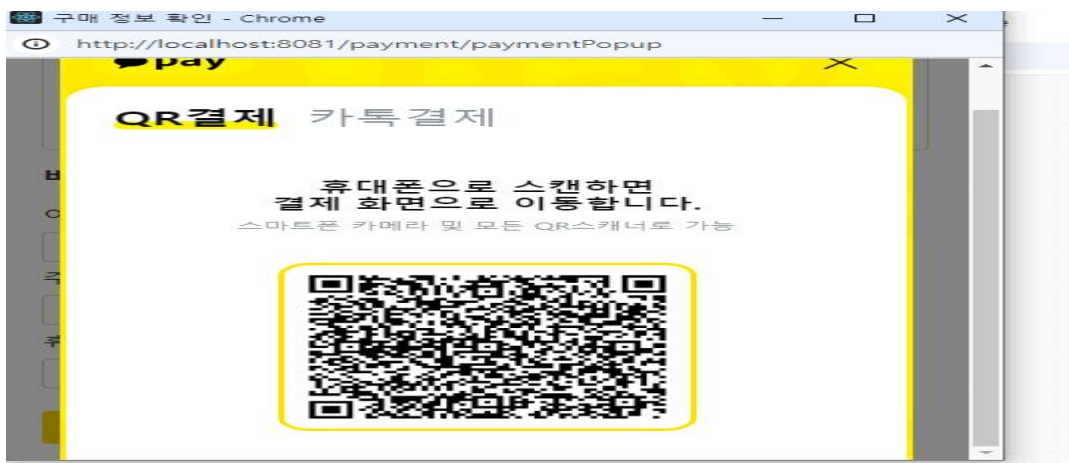 구매 정보 확인 - Chrome
http://localhost:8081/payment/paymentPopup
pay
QR결제 카톡결제
휴대폰으로 스캔하면
결제 화면으로 이동합니다.
스마트폰 카메라 및 모든 QR스캐너로 가능
주